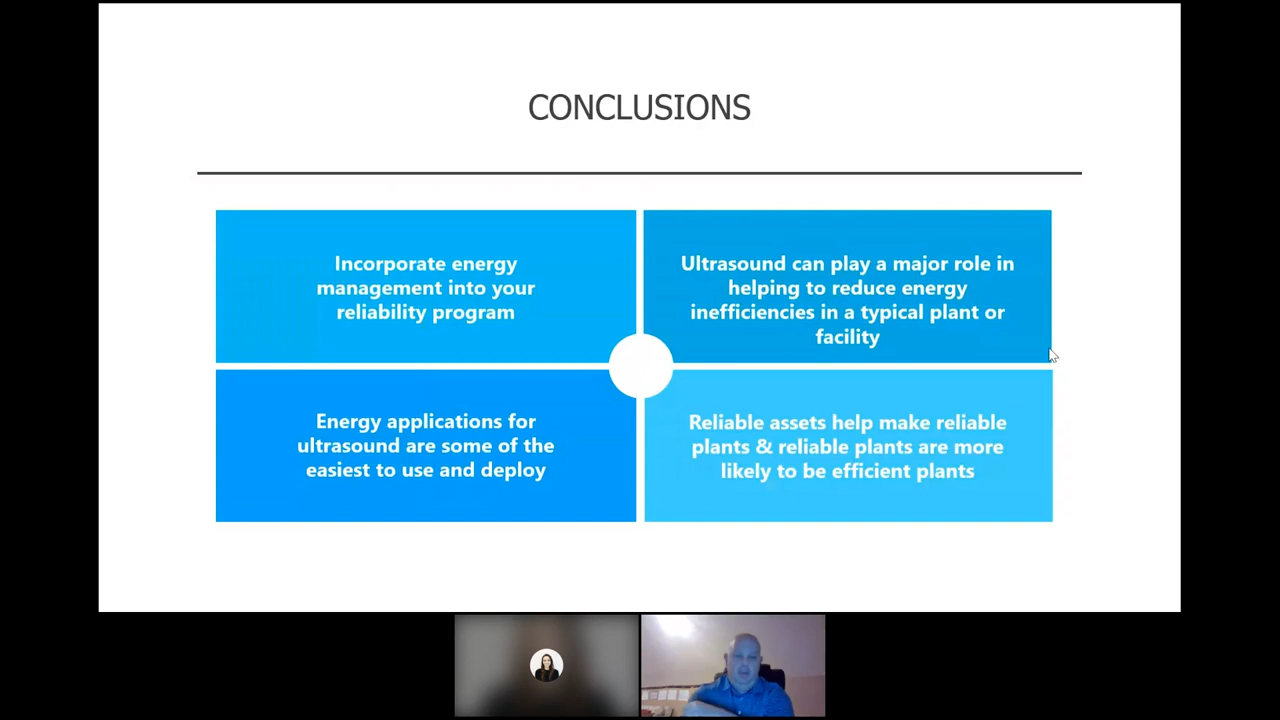 CONCLUSIONS
Incorporate energy
management into your
reliability program
Ultrasound can play a major role in
helping to reduce energy
inefficiencies in a typical plant or
facility
Energy applications for
ultrasound are some of the
easiest to use and deploy
Reliable assets help make reliable
plants & reliable plants are more
likely to be efficient plants